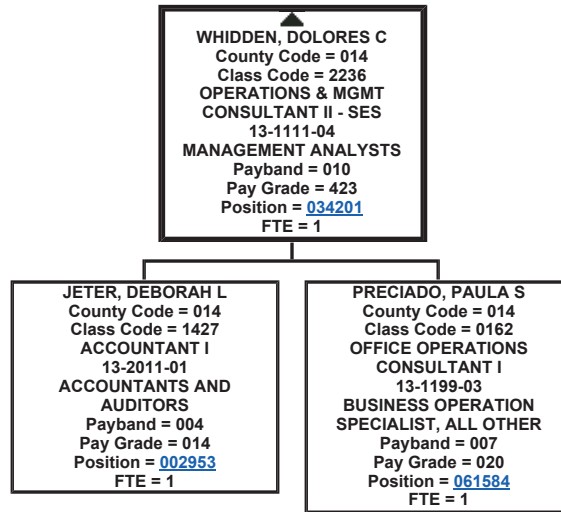 WHIDDEN, DOLORES C
County Code = 014
Class Code = 2236
OPERATIONS & MGMT
CONSULTANT II - SES
13-1111-04
MANAGEMENT ANALYSTS
Payband = 010
Pay Grade = 423
Position = 034201
FTE = 1
JETER, DEBORAH L
County Code = 014
Class Code = 1427
ACCOUNTANT I
13-2011-01
ACCOUNTANTS AND
AUDITORS
Payband = 004
Pay Grade = 014
Position = 002953
FTE = 1
PRECIADO, PAULA S
County Code = 014
Class Code = 0162
OFFICE OPERATIONS
CONSULTANT I
13-1199-03
BUSINESS OPERATION
SPECIALIST, ALL OTHER
Payband = 007
Pay Grade = 020
Position = 061584
FTE = 1